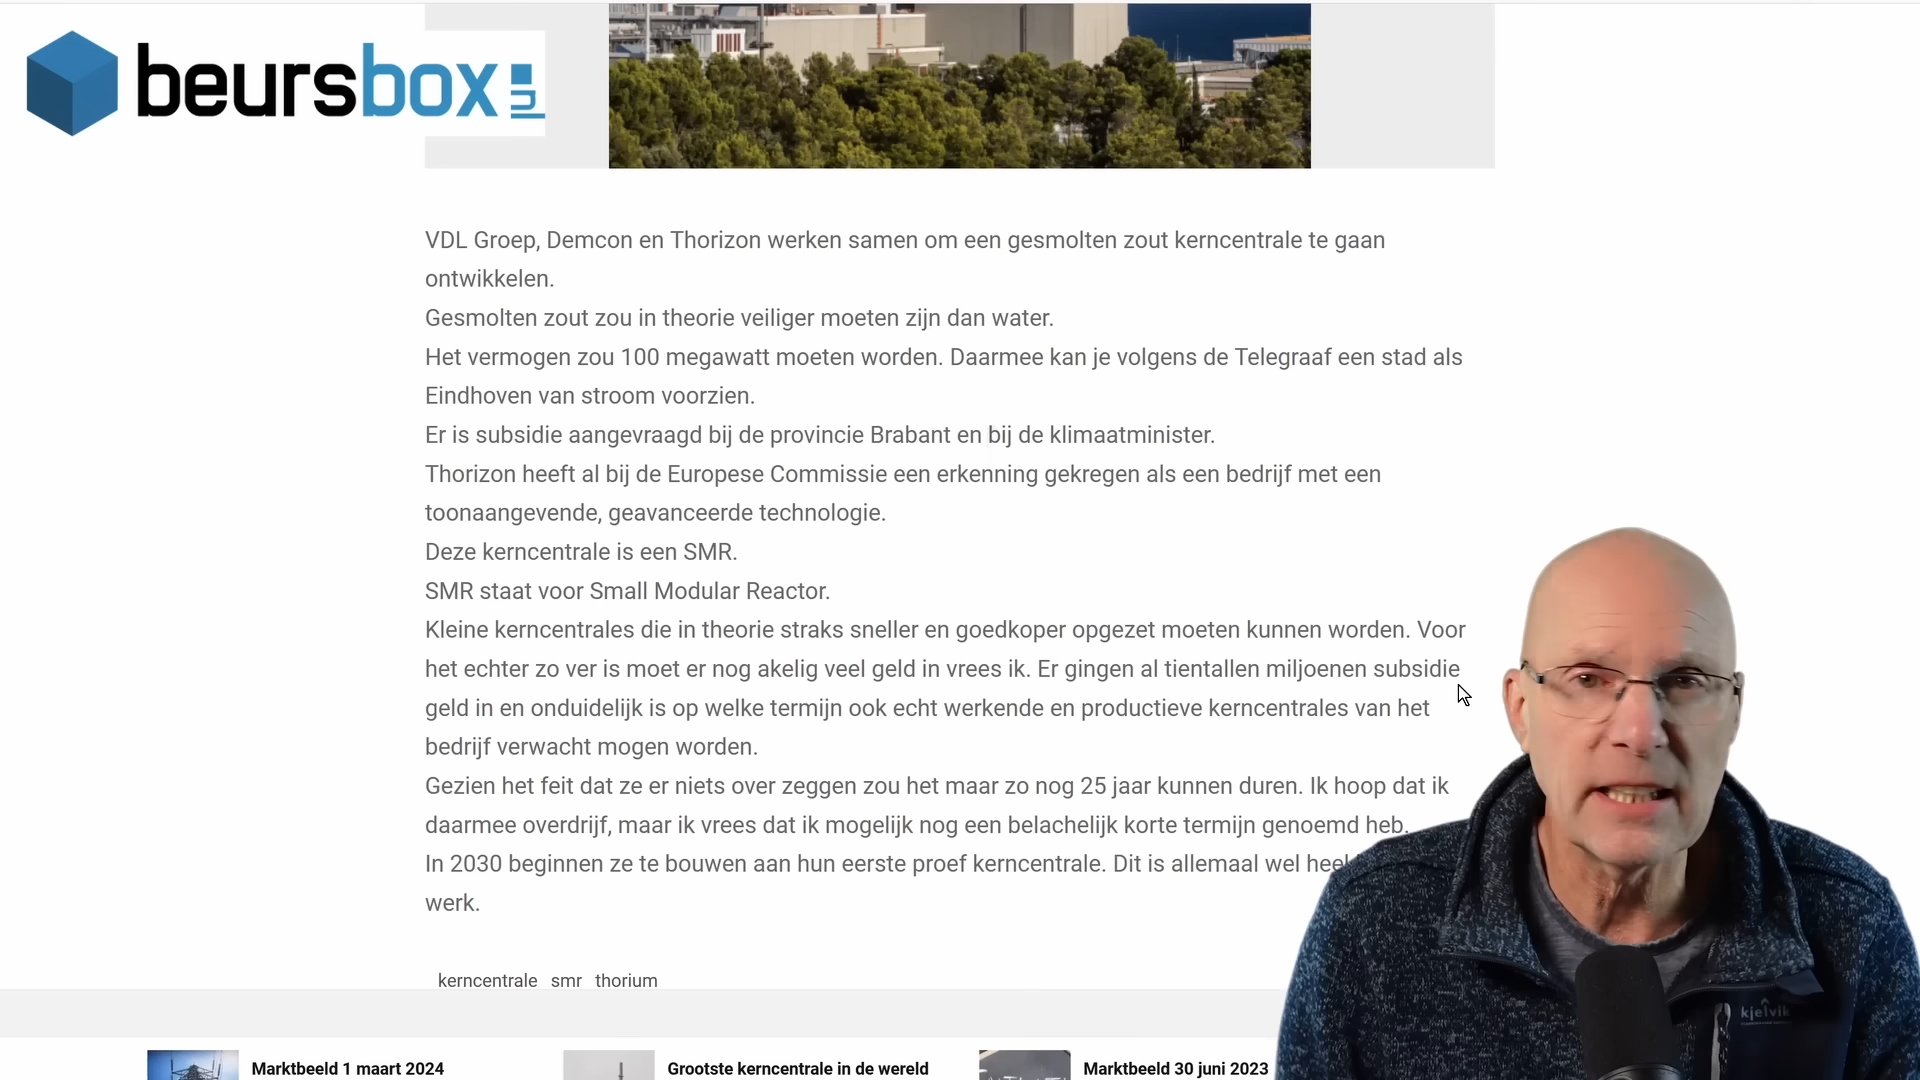 beursbox.nl
VDL Groep, Demcon en Thorizon werken samen om een gesmolten zout kerncentrale te gaan
ontwikkelen.
Gesmolten zout zou in theorie veiliger moeten zijn dan water.
Het vermogen zou 100 megawatt moeten worden. Daarmee kan je volgens de Telegraaf een stad als
Eindhoven van stroom voorzien.
Er is subsidie aangevraagd bij de provincie Brabant en bij de klimaatminister.
Thorizon heeft al bij de Europese Commissie een erkenning gekregen als een bedrijf met een
toonaangevende, geavanceerde technologie.
Deze kerncentrale is een SMR.
SMR staat voor Small Modular Reactor.
Kleine kerncentrales die in theorie straks sneller en goedkoper opgezet moeten kunnen worden. Voor
het echter zo ver is moet er nog akelig veel geld in vrees ik. Er gingen al tientallen miljoenen subsidie
geld in en onduidelijk is op welke termijn ook echt werkende en productieve kerncentrales van het
bedrijf verwacht mogen worden.
Gezien het feit dat ze er niets over zeggen zou het maar zo nog 25 jaar kunnen duren. Ik hoop dat ik
daarmee overdrijf, maar ik vrees dat ik mogelijk nog een belachelijk korte termijn genoemd heb.
In 2030 beginnen ze te bouwen aan hun eerste proef kerncentrale. Dit is allemaal wel heel
werk.
kerncentrale smr thorium
kjelvik
Marktbeeld 1 maart 2024
Grootste kerncentrale in de wereld
Marktbeeld 30 juni 2023